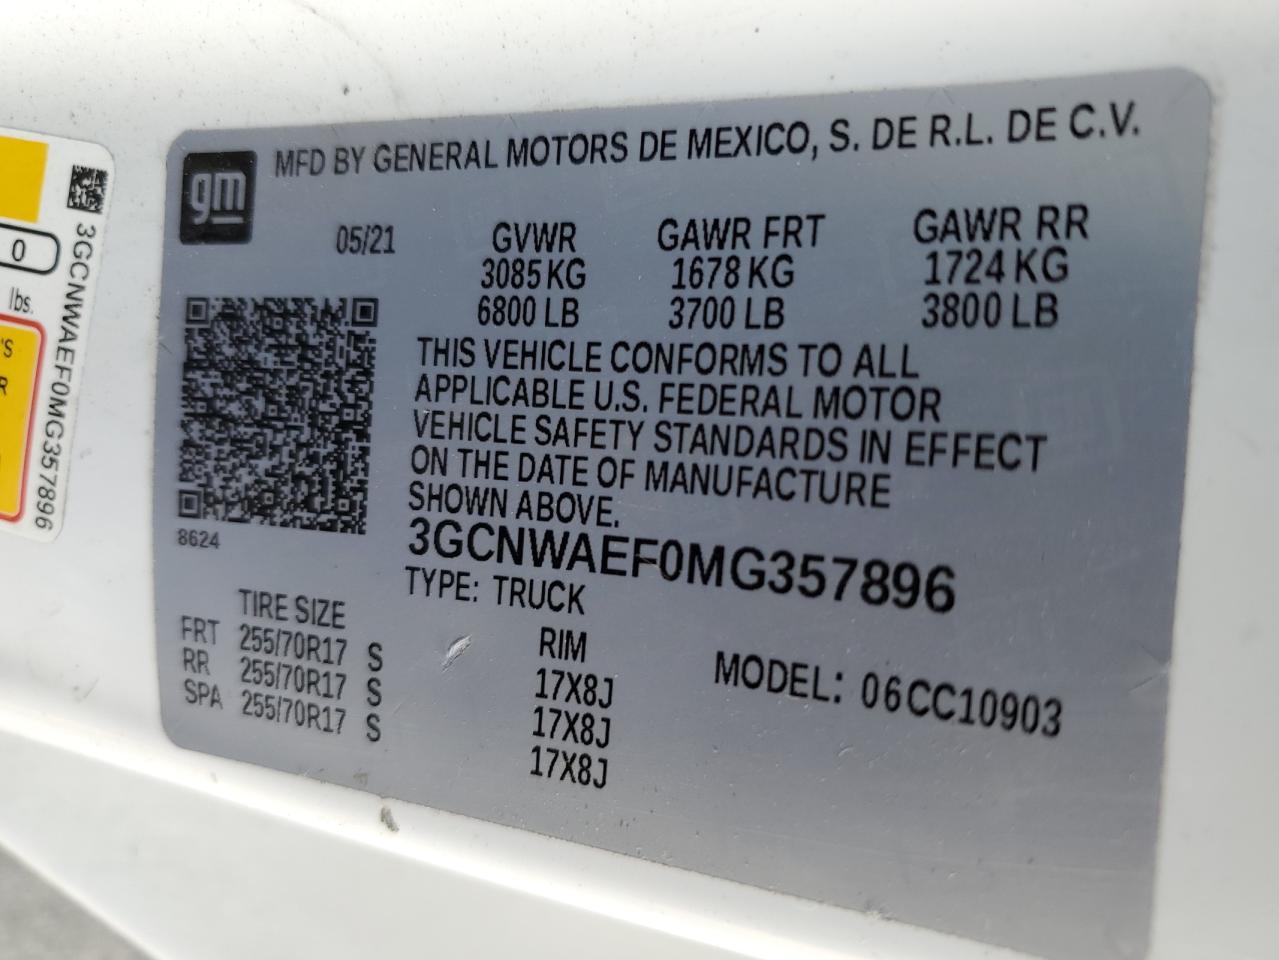 0
lbs.
'S
R
3GCNWAEF0MG357896
gm
MFD BY GENERAL MOTORS DE MEXICO, S. DE R.L. DE C.V.
05/21 GVWR GAWR FRT GAWR RR
3085 KG 1678 KG 1724 KG
6800 LB 3700 LB 3800 LB
THIS VEHICLE CONFORMS TO ALL
APPLICABLE U.S. FEDERAL MOTOR
VEHICLE SAFETY STANDARDS IN EFFECT
ON THE DATE OF MANUFACTURE
SHOWN ABOVE.
8624
3GCNWAEF0MG357896
TYPE: TRUCK
TIRE SIZE RIM MODEL: 06CC10903
FRT 255/70R17 S 17X8J
RR 255/70R17 S 17X8J
SPA 255/70R17 S 17X8J